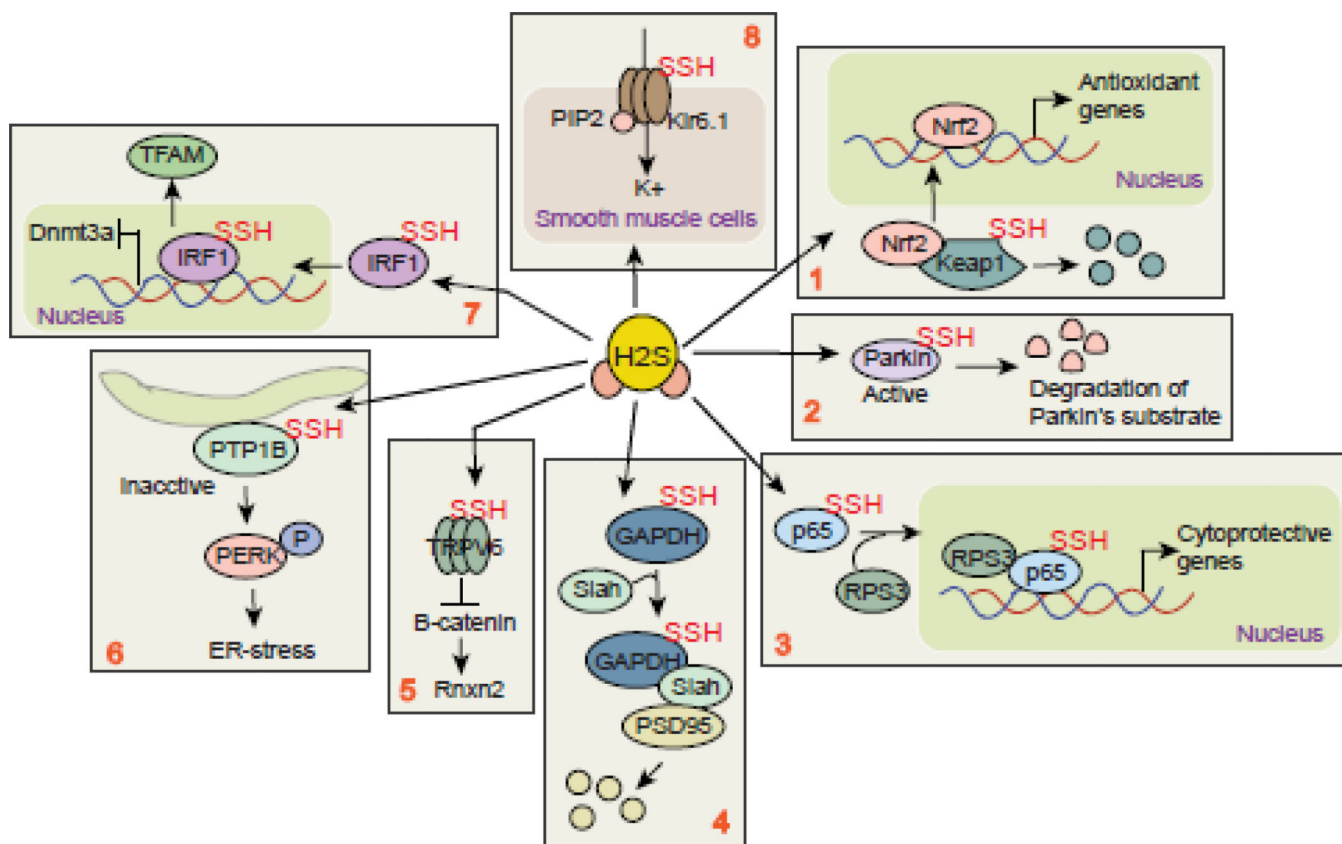 H2S
SSH
Nrf2
Keap1
Nrf2
Antioxidant
genes
Nucleus
1
SSH
Parkin
Active
Degradation of
Parkin's substrate
2
SSH
p65
RPS3
SSH
RPS3
p65
Cytoprotective
genes
Nucleus
3
SSH
GAPDH
Siah
SSH
GAPDH
Siah
PSD95
4
SSH
TRPV6
B-catenin
Rnxn2
5
SSH
PTP1B
Inacctive
PERK
P
ER-stress
6
TFAM
Dnmt3a
SSH
IRF1
SSH
IRF1
Nucleus
7
8
SSH
PIP2
Kir6.1
K+
Smooth muscle cells